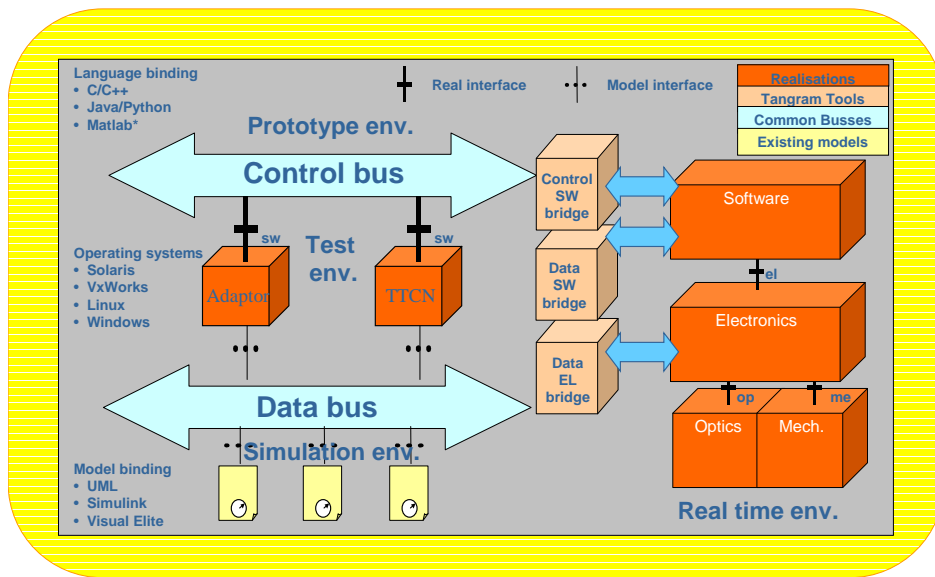 Language binding
• C/C++
• Java/Python
• Matlab*
Real interface
Model interface
Realisations
Tangram Tools
Common Busses
Existing models
Prototype env.
Control bus
Control
SW
bridge
Software
sw
sw
Test
env.
Operating systems
• Solaris
• VxWorks
• Linux
• Windows
Adaptor
TTCN
Data
SW
bridge
el
Electronics
Data
EL
bridge
Data bus
op
me
Optics
Mech.
Simulation env.
Model binding
• UML
• Simulink
• Visual Elite
Real time env.